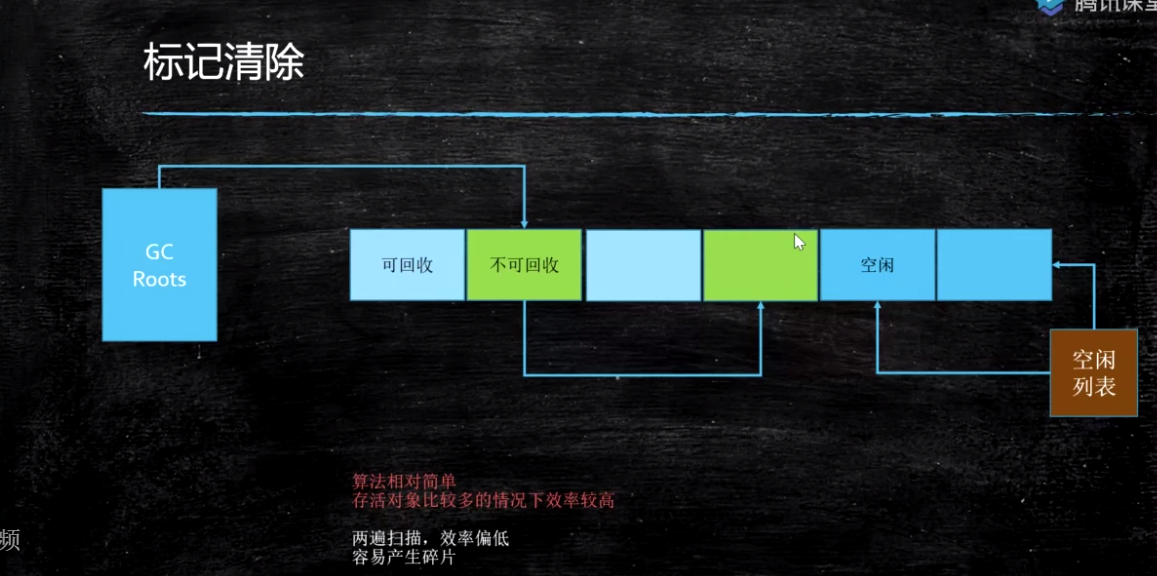 腾讯课堂
标记清除
GC
Roots
可回收
不可回收
空闲
空闲
列表
算法相对简单
存活对象比较多的情况下效率较高
两遍扫描，效率偏低
容易产生碎片
频